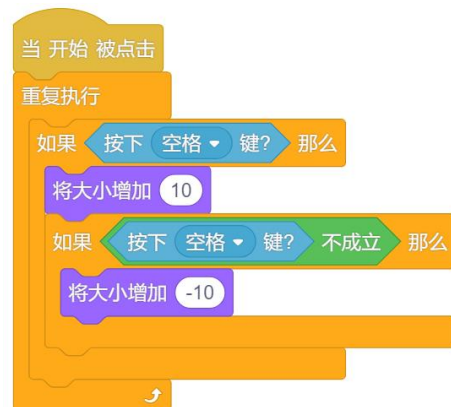 当 开始 被点击
重复执行
如果 按下 空格 键? 那么
将大小增加 10
如果 按下 空格 键? 不成立 那么
将大小增加 -10